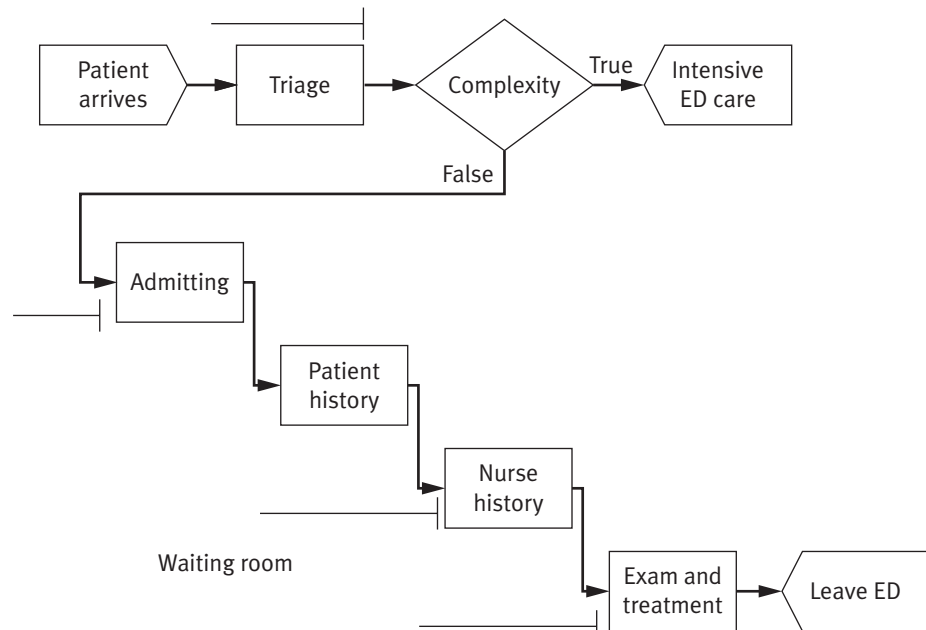 Patient
arrives
Triage
Complexity
True
Intensive
ED care
False
Admitting
Patient
history
Nurse
history
Waiting room
Exam and
treatment
Leave ED